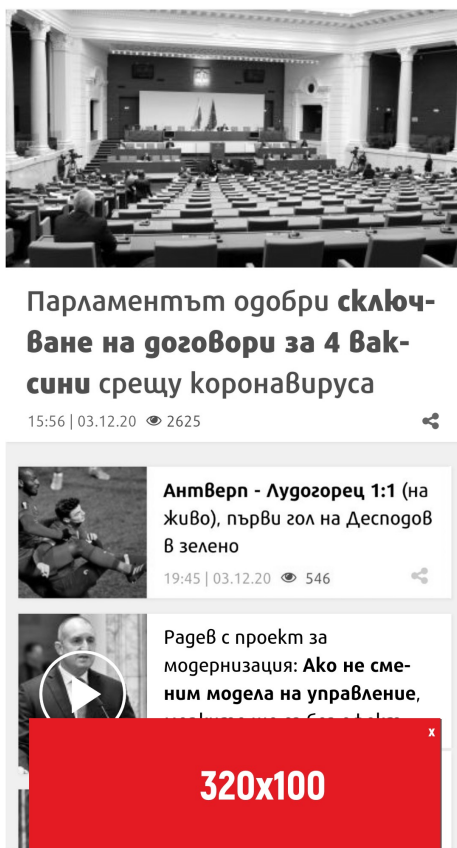 Парламентът одобри сключ-
ване на договори за 4 вак-
сини срещу коронавируса
15:56 | 03.12.20 2625
Антверп - Лудогорец 1:1 (на
живо), първи гол на Десподов
в зелено
19:45 | 03.12.20 546
Радев с проект за
модернизация: Ако не сме-
ним модела на управление,
x
320x100